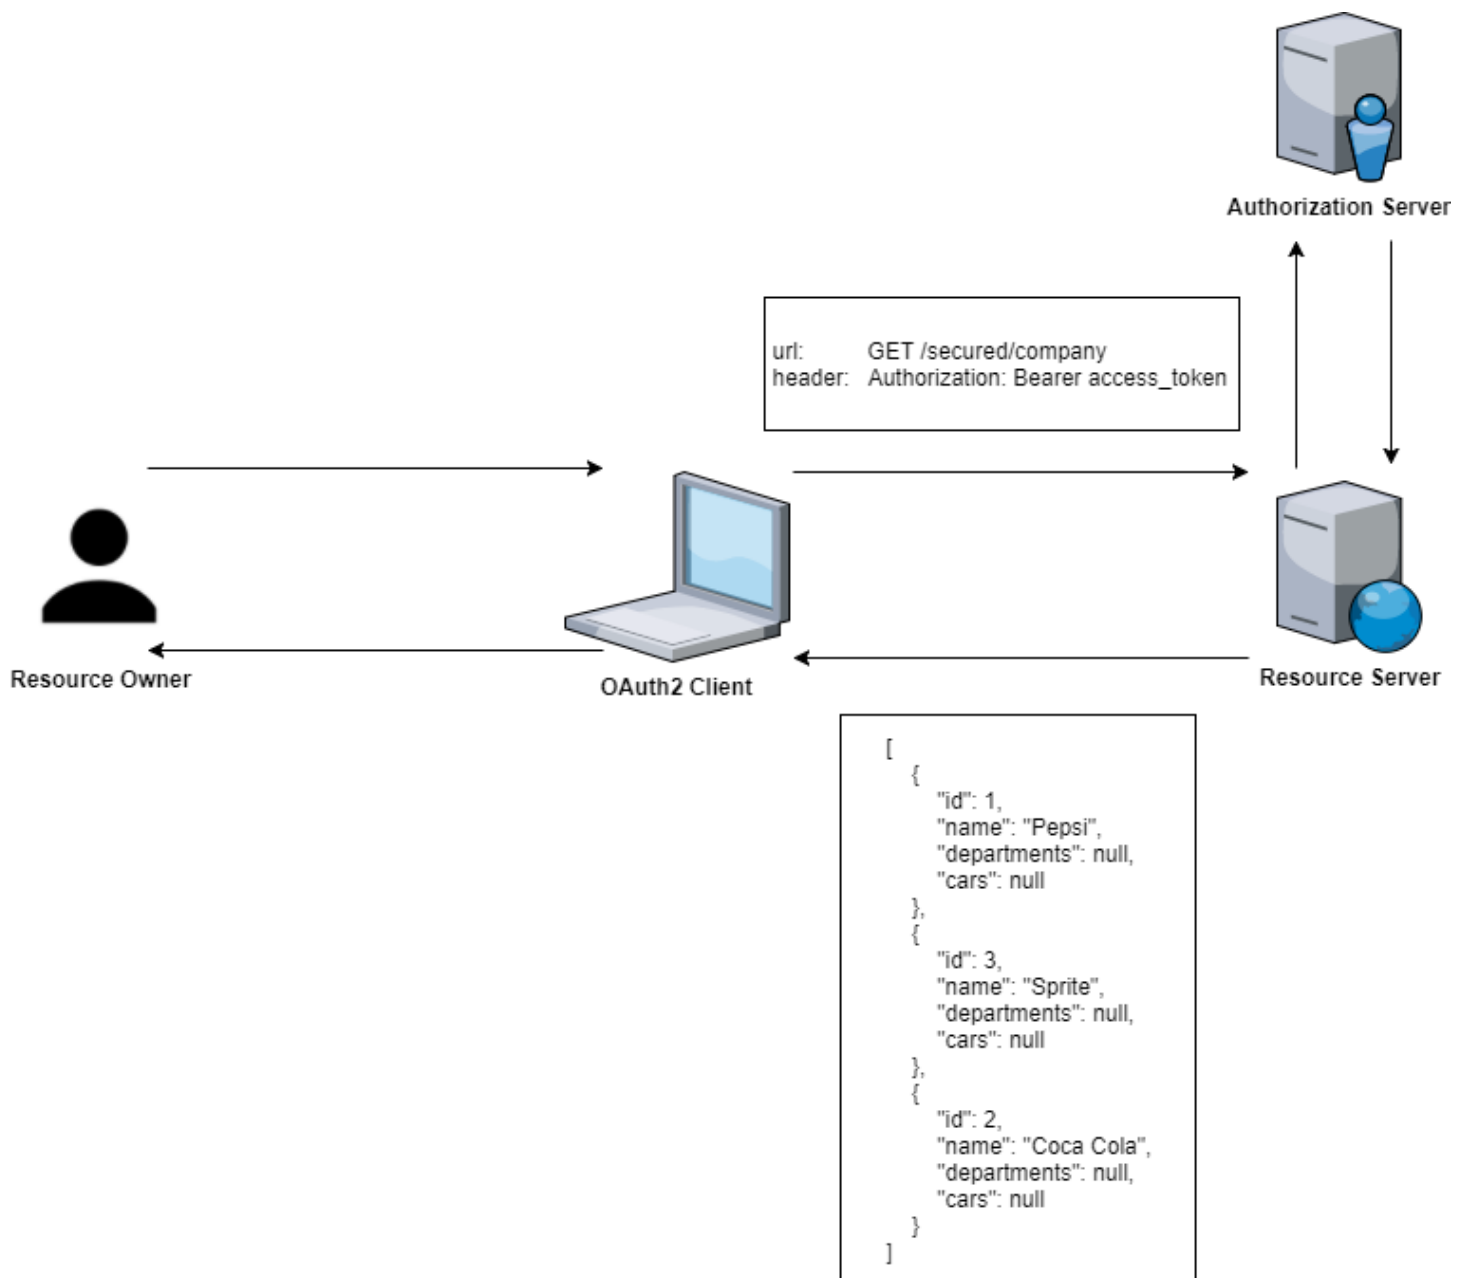 Authorization Server
url: GET /secured/company
header: Authorization: Bearer access_token
Resource Owner
OAuth2 Client
Resource Server
[
{
"id": 1,
"name": "Pepsi",
"departments": null,
"cars": null
},
{
"id": 3,
"name": "Sprite",
"departments": null,
"cars": null
},
{
"id": 2,
"name": "Coca Cola",
"departments": null,
"cars": null
}
]